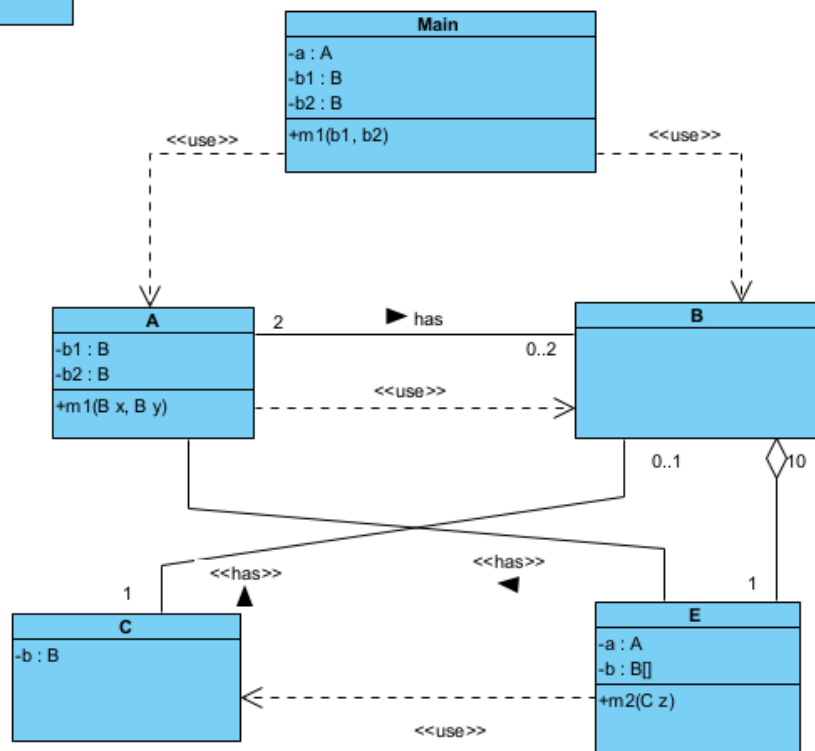 Main
-a : A
-b1 : B
-b2 : B
+m1(b1, b2)
<<use>>
<<use>>
A
-b1 : B
-b2 : B
+m1(B x, B y)
2
has
0..2
<<use>>
B
0..1
10
<<has>>
<<has>>
1
1
C
-b : B
E
-a : A
-b : B[]
+m2(C z)
<<use>>